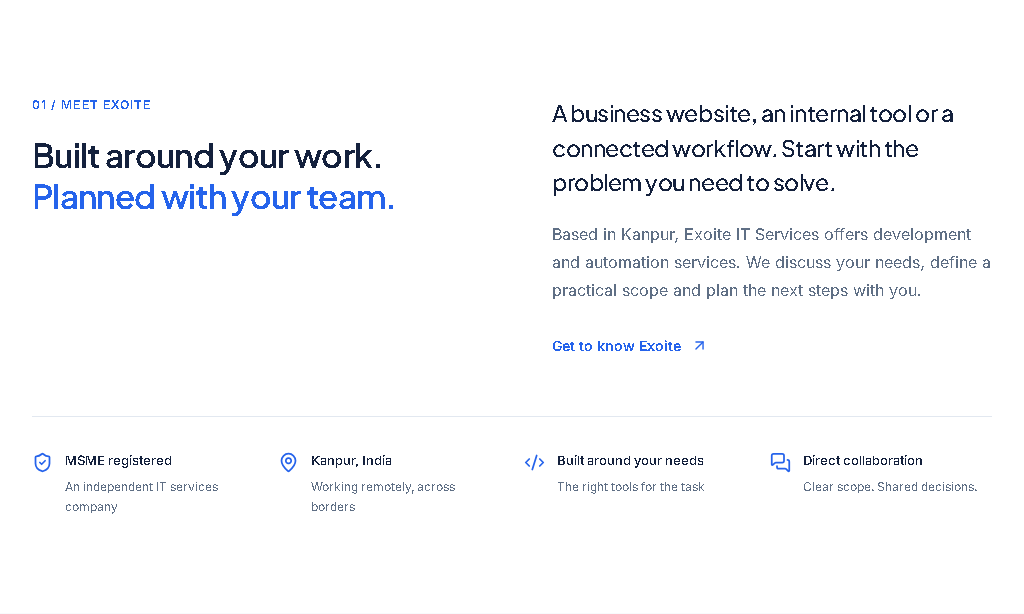 01 / MEET EXOITE
Built around your work.
Planned with your team.
A business website, an internal tool or a
connected workflow. Start with the
problem you need to solve.
Based in Kanpur, Exoite IT Services offers development
and automation services. We discuss your needs, define a
practical scope and plan the next steps with you.
Get to know Exoite
MSME registered
An independent IT services
company
Kanpur, India
Working remotely, across
borders
Built around your needs
The right tools for the task
Direct collaboration
Clear scope. Shared decisions.